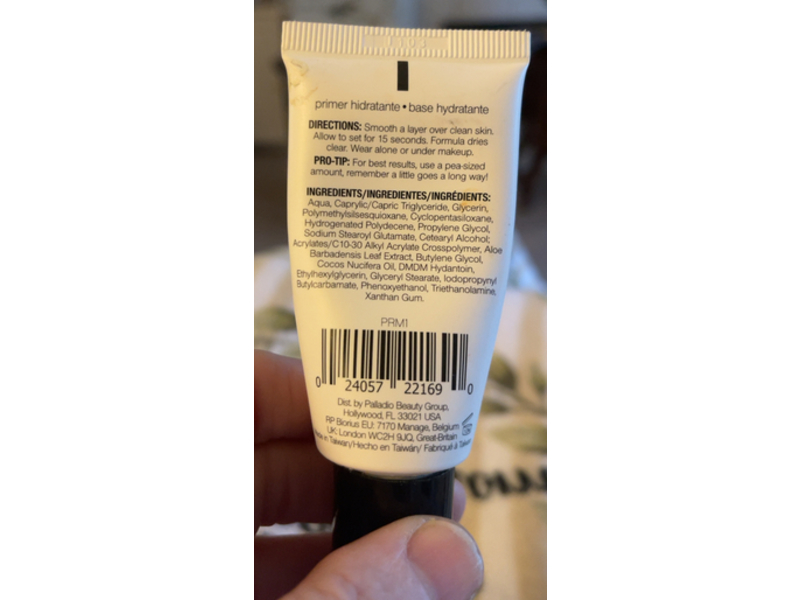 primer hidratante • base hydratante
DIRECTIONS: Smooth a layer over clean skin.
Allow to set for 15 seconds. Formula dries
clear. Wear alone or under makeup.
PRO-TIP: For best results, use a pea-sized
amount, remember a little goes a long way!
INGREDIENTS/INGREDIENTES/INGRÉDIENTS:
Aqua, Caprylic/Capric Triglyceride, Glycerin,
Polymethylsilsesquioxane, Cyclopentasiloxane,
Hydrogenated Polydecene, Propylene Glycol,
Sodium Stearoyl Glutamate, Cetearyl Alcohol;
Acrylates/C10-30 Alkyl Acrylate Crosspolymer, Aloe
Barbadensis Leaf Extract, Butylene Glycol,
Cocos Nucifera Oil, DMDM Hydantoin,
Ethylhexylglycerin, Glyceryl Stearate, Iodopropynyl
Butylcarbamate, Phenoxyethanol, Triethanolamine,
Xanthan Gum.
PRM1
0 24057 22169 0
Dist. by Palladio Beauty Group,
Hollywood, FL 33021 USA
RP Biorius EU: 7170 Manage, Belgium
UK: London WC2H 9JQ, Great-Britain
in Taiwan/Hecho en Taiwán/ Fabriqué à